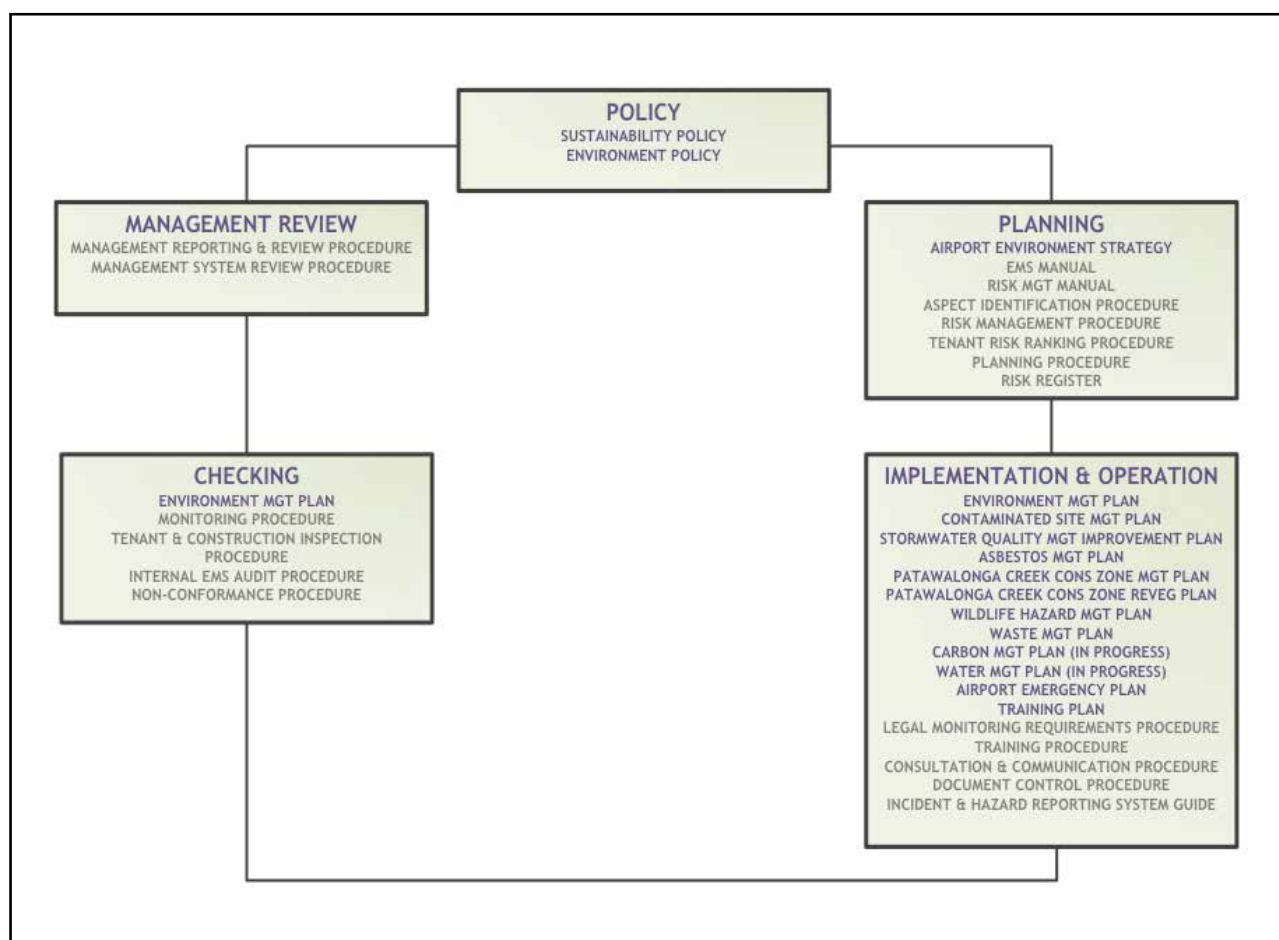 POLICY
SUSTAINABILITY POLICY
ENVIRONMENT POLICY
MANAGEMENT REVIEW
MANAGEMENT REPORTING & REVIEW PROCEDURE
MANAGEMENT SYSTEM REVIEW PROCEDURE
PLANNING
AIRPORT ENVIRONMENT STRATEGY
EMS MANUAL
RISK MGT MANUAL
ASPECT IDENTIFICATION PROCEDURE
RISK MANAGEMENT PROCEDURE
TENANT RISK RANKING PROCEDURE
PLANNING PROCEDURE
RISK REGISTER
CHECKING
ENVIRONMENT MGT PLAN
MONITORING PROCEDURE
TENANT & CONSTRUCTION INSPECTION
PROCEDURE
INTERNAL EMS AUDIT PROCEDURE
NON-CONFORMANCE PROCEDURE
IMPLEMENTATION & OPERATION
ENVIRONMENT MGT PLAN
CONTAMINATED SITE MGT PLAN
STORMWATER QUALITY MGT IMPROVEMENT PLAN
ASBESTOS MGT PLAN
PATAWALONGA CREEK CONS ZONE MGT PLAN
PATAWALONGA CREEK CONS ZONE REVEG PLAN
WILDLIFE HAZARD MGT PLAN
WASTE MGT PLAN
CARBON MGT PLAN (IN PROGRESS)
WATER MGT PLAN (IN PROGRESS)
AIRPORT EMERGENCY PLAN
TRAINING PLAN
LEGAL MONITORING REQUIREMENTS PROCEDURE
TRAINING PROCEDURE
CONSULTATION & COMMUNICATION PROCEDURE
DOCUMENT CONTROL PROCEDURE
INCIDENT & HAZARD REPORTING SYSTEM GUIDE